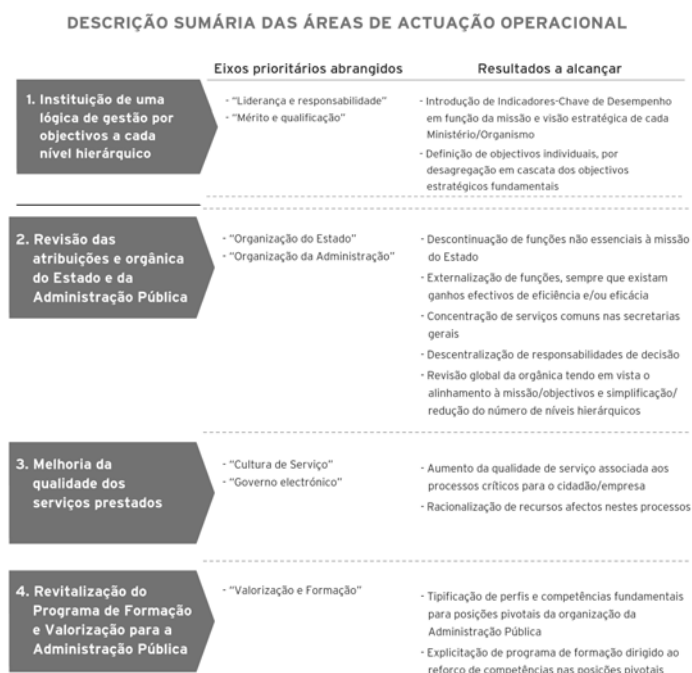 DESCRIÇÃO SUMÁRIA DAS ÁREAS DE ACTUAÇÃO OPERACIONAL
Eixos prioritários abrangidos
Resultados a alcançar
1. Instituição de uma
lógica de gestão por
objectivos a cada
nível hierárquico
- "Liderança e responsabilidade"
- "Mérito e qualificação"
- Introdução de Indicadores-Chave de Desempenho
em função da missão e visão estratégica de cada
Ministério/Organismo
- Definição de objectivos individuais, por
desagregação em cascata dos objectivos
estratégicos fundamentais
2. Revisão das
atribuições e orgânica
do Estado e da
Administração Pública
- "Organização do Estado"
- "Organização da Administração"
- Descontinuação de funções não essenciais à missão
do Estado
- Externalização de funções, sempre que existam
ganhos efectivos de eficiência e/ou eficácia
- Concentração de serviços comuns nas secretarias
gerais
- Descentralização de responsabilidades de decisão
- Revisão global da orgânica tendo em vista o
alinhamento à missão/objectivos e simplificação/
redução do número de níveis hierárquicos
3. Melhoria da
qualidade dos
serviços prestados
- "Cultura de Serviço"
- "Governo electrónico"
- Aumento da qualidade de serviço associada aos
processos críticos para o cidadão/empresa
- Racionalização de recursos afectos nestes processos
4. Revitalização do
Programa de Formação
e Valorização para a
Administração Pública
- "Valorização e Formação"
- Tipificação de perfis e competências fundamentais
para posições pivotais da organização da
Administração Pública
- Explicitação de programa de formação dirigido ao
reforço de competências nas posições pivotais